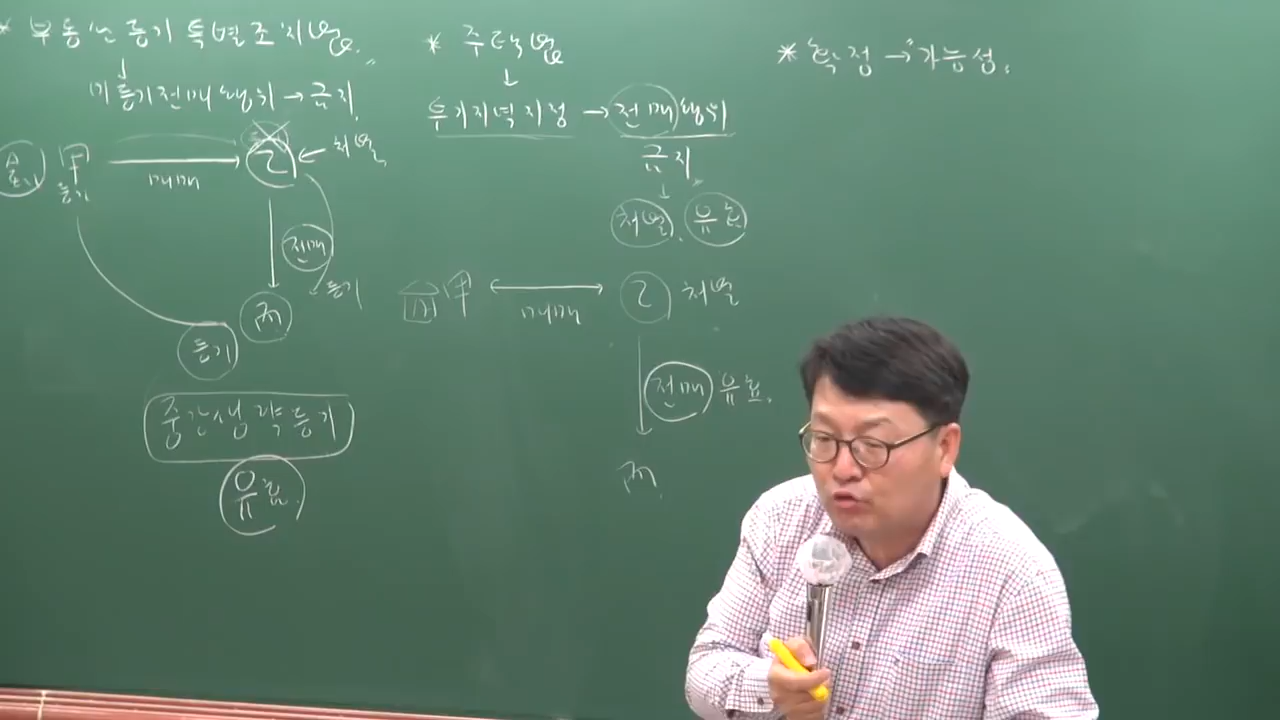 * 부동산 등기 특별조치법.
↓
미등기전매행위 → 금지
甲 매매 → 乙 ← 처벌
등기
전매
등기
丙
등기
중간생략등기
유효.
* 주택법
↓
투기지역지정 → 전매행위
금지
↓
처벌. 유효
甲 ↔ 乙 처벌
매매
전매 유효.
丙.
* 확정 → 가능성.